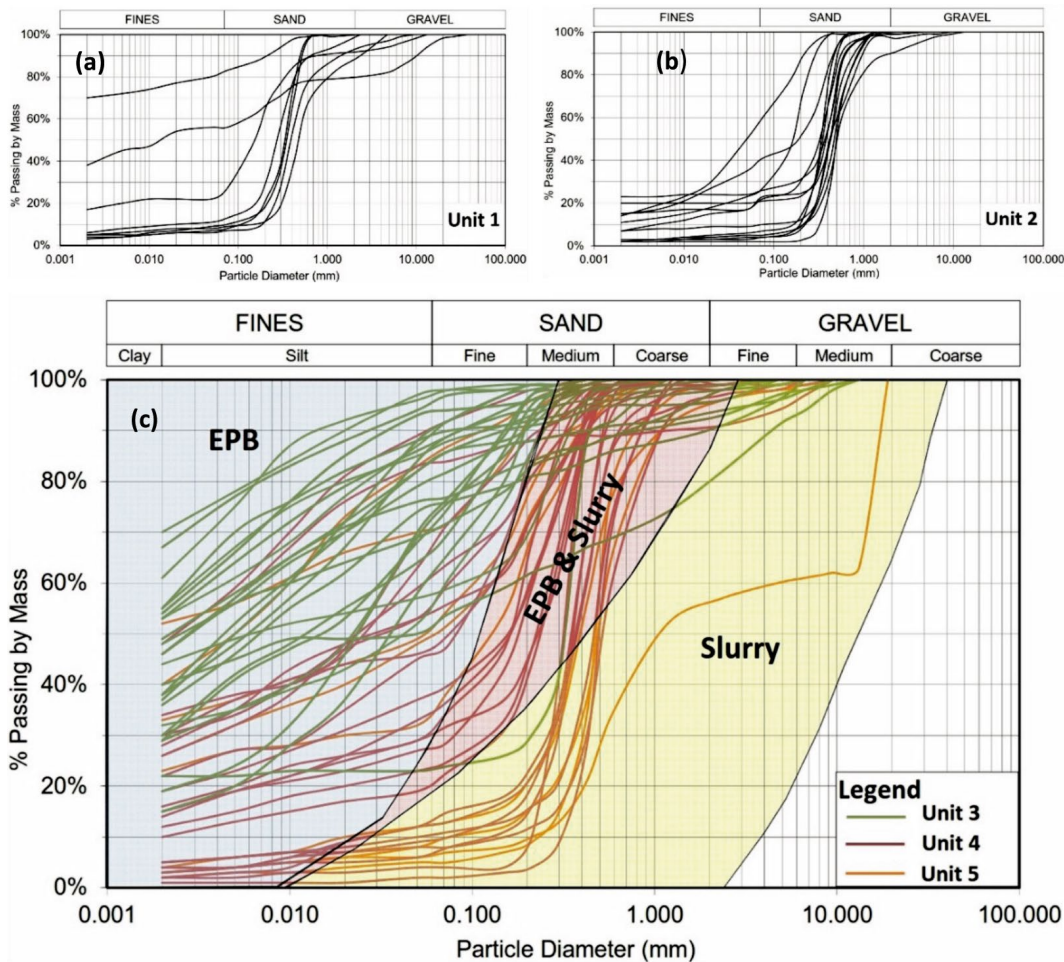 FINES SAND GRAVEL
100%
80%
60%
40%
20%
0%
% Passing by Mass
(a)
Unit 1
0.001 0.010 0.100 1.000 10.000 100.000
Particle Diameter (mm)
FINES SAND GRAVEL
100%
80%
60%
40%
20%
0%
% Passing by Mass
(b)
Unit 2
0.001 0.010 0.100 1.000 10.000 100.000
Particle Diameter (mm)
FINES SAND GRAVEL
Clay Silt Fine Medium Coarse Fine Medium Coarse
100%
80%
60%
40%
20%
0%
% Passing by Mass
(c)
EPB
EPB & Slurry
Slurry
Legend
Unit 3
Unit 4
Unit 5
0.001 0.010 0.100 1.000 10.000 100.000
Particle Diameter (mm)